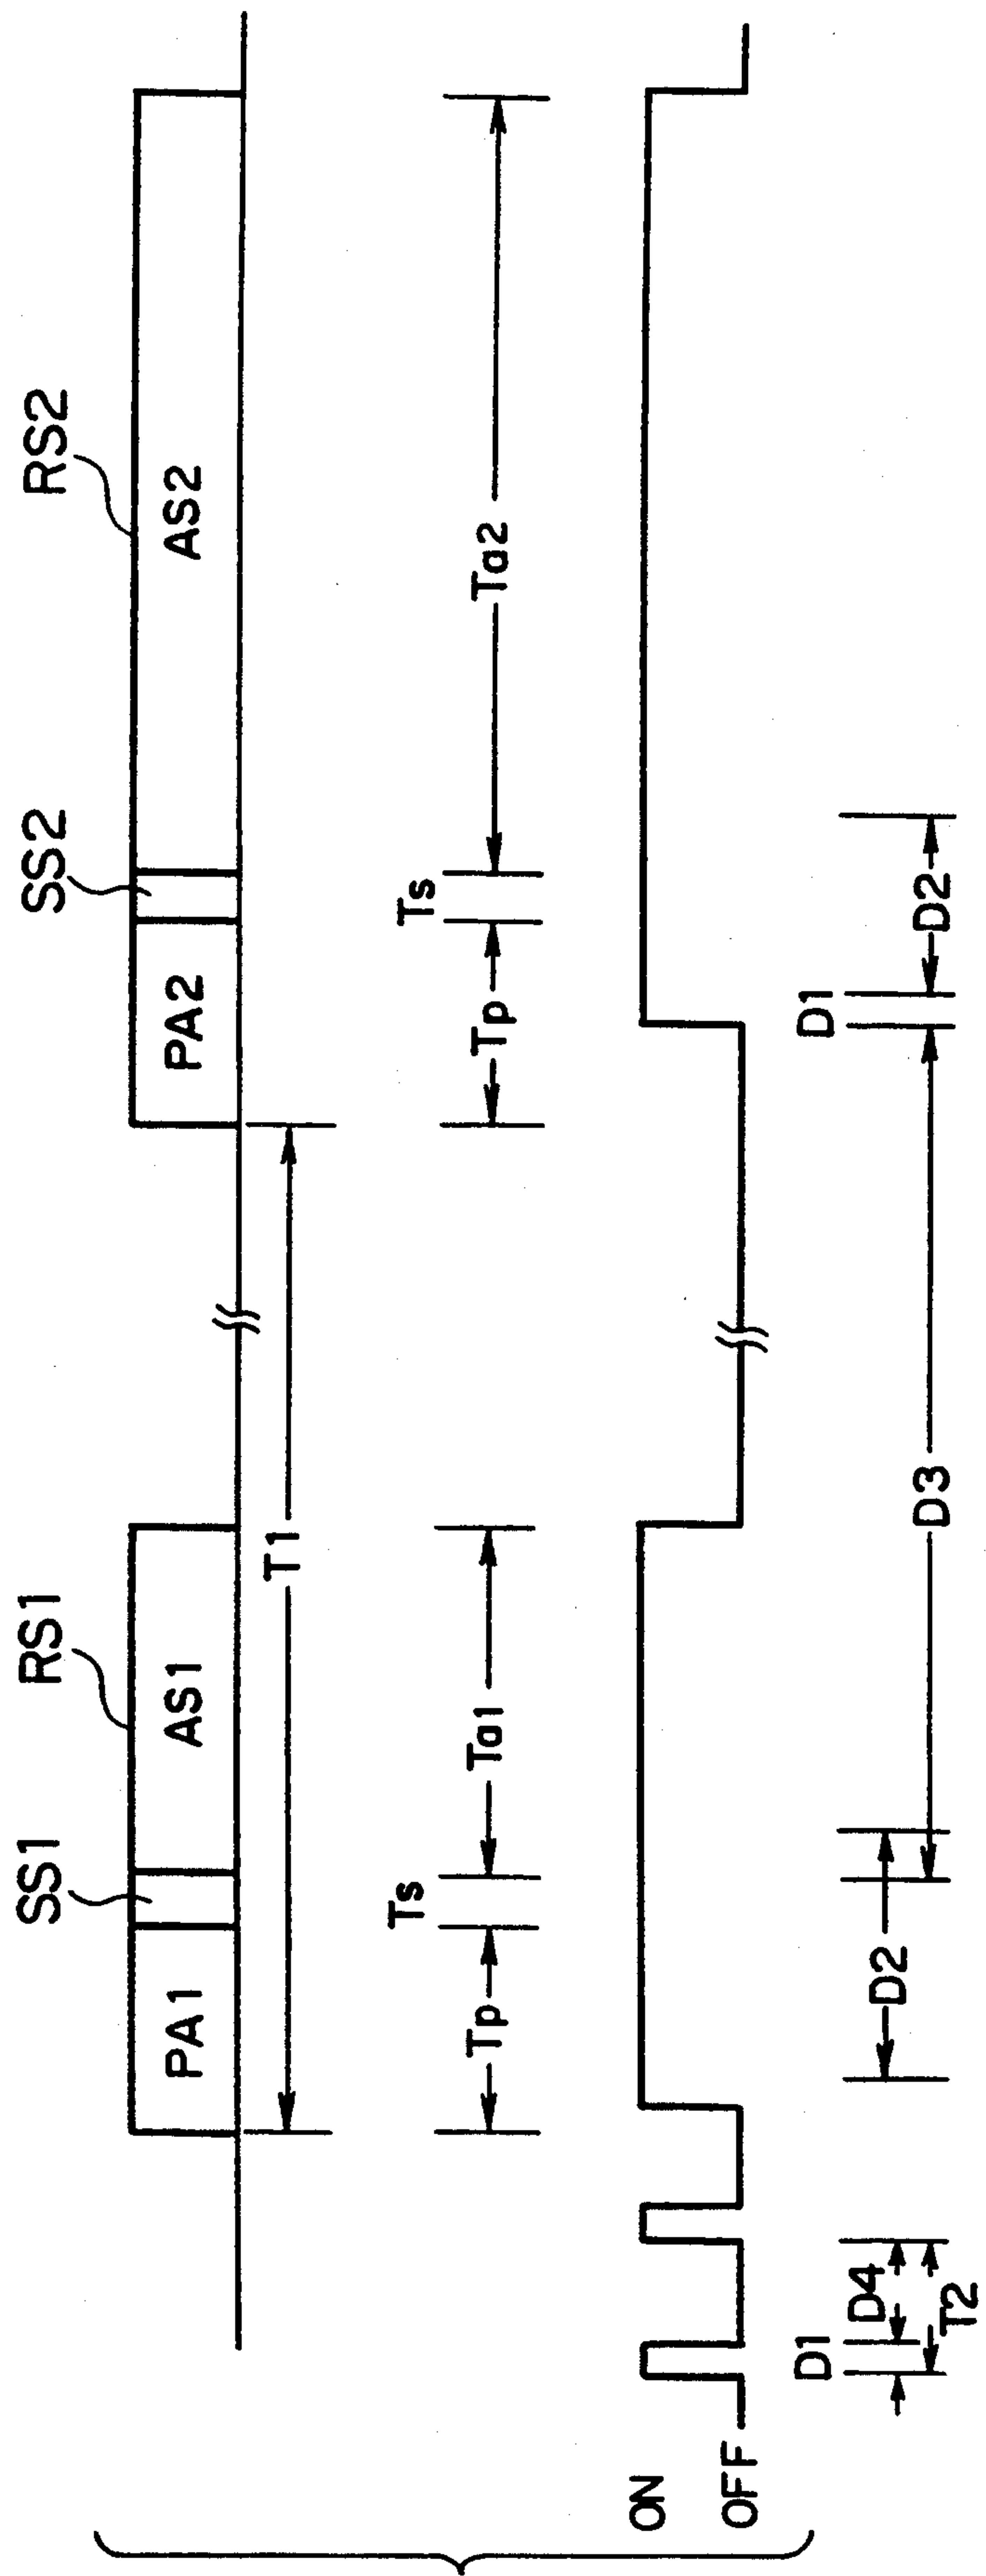 RS1
RS2
SS1
SS2
PA1
AS1
PA2
AS2
T1
Ts
Ts
Tp
Ta1
Tp
Ta2
ON
OFF
D1
D1
D4
D2
T2
D3
D2